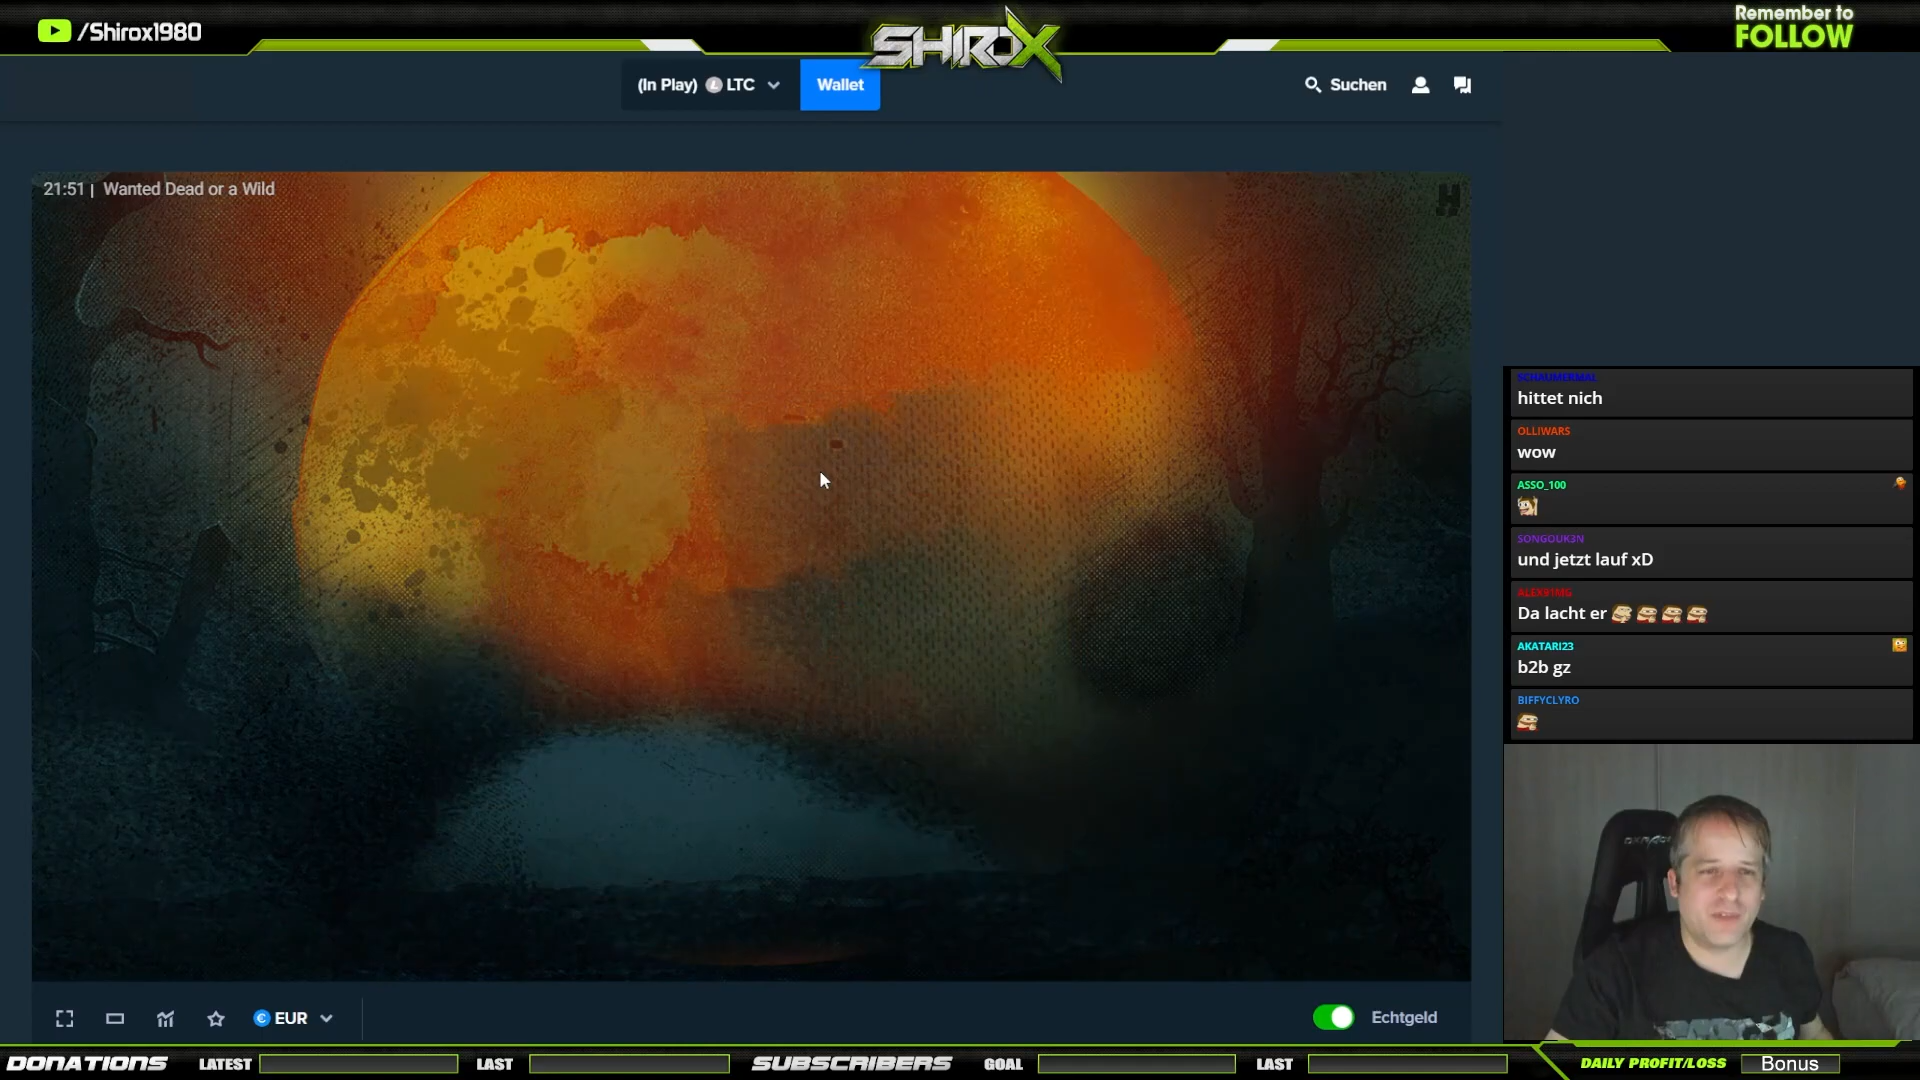 /Shirox1980
SHIROX
Remember to
FOLLOW
(In Play) LTC
Wallet
Suchen
21:51 | Wanted Dead or a Wild
SCHAUMERMAL
hittet nich
OLLIWARS
wow
ASSO_100
SONGOUK3N
und jetzt lauf xD
ALEX91MG
Da lacht er
AKATARI23
b2b gz
BIFFYCLYRO
EUR
Echtgeld
DONATIONS LATEST LAST SUBSCRIBERS GOAL LAST DAILY PROFIT/LOSS Bonus